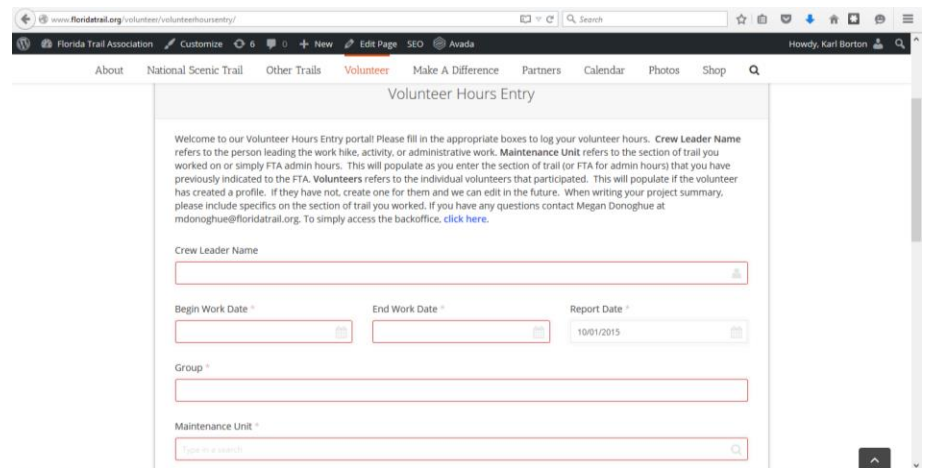 www.floridatrail.org/volunteer/volunteerhoursentry/
Search
Florida Trail Association Customize 6 0 + New Edit Page SEO Avada Howdy, Karl Borton
About National Scenic Trail Other Trails Volunteer Make A Difference Partners Calendar Photos Shop
Volunteer Hours Entry
Welcome to our Volunteer Hours Entry portal! Please fill in the appropriate boxes to log your volunteer hours. Crew Leader Name
refers to the person leading the work hike, activity, or administrative work. Maintenance Unit refers to the section of trail you
worked on or simply FTA admin hours. This will populate as you enter the section of trail (or FTA for admin hours) that you have
previously indicated to the FTA. Volunteers refers to the individual volunteers that participated. This will populate if the volunteer
has created a profile. If they have not, create one for them and we can edit in the future. When writing your project summary,
please include specifics on the section of trail you worked. If you have any questions contact Megan Donoghue at
mdonoghue@floridatrail.org. To simply access the backoffice, click here.
Crew Leader Name
Begin Work Date * End Work Date * Report Date *
10/01/2015
Group *
Maintenance Unit *
Type in a search